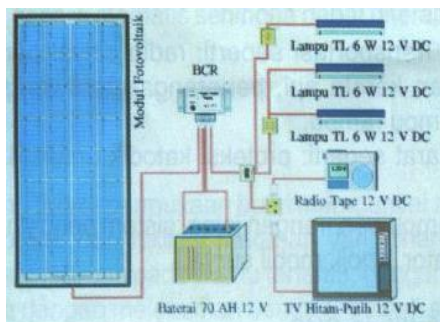 Modul Fotovoltaik
BCR
Lampu TL 6 W 12 V DC
Lampu TL 6 W 12 V DC
Lampu TL 6 W 12 V DC
Radio Tape 12 V DC
Baterai 70 AH 12 V
TV Hitam-Putih 12 V DC